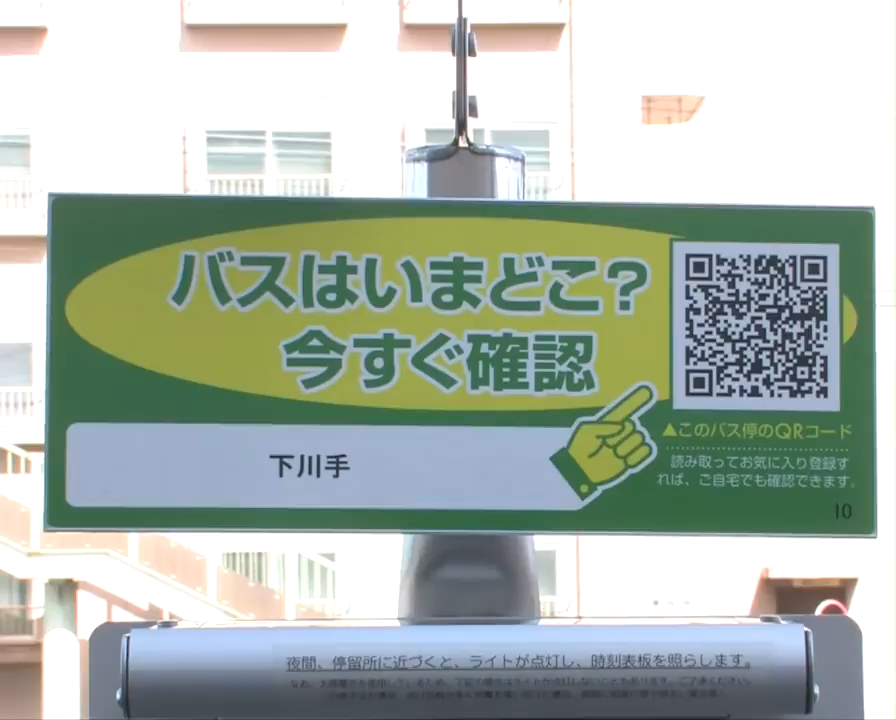 バスはいまどこ?
今すぐ確認
下川手
▲このバス停のQRコード
読み取ってお気に入り登録す
れば、ご自宅でも確認できます。
10
夜間、停留所に近づくと、ライトが点灯し、時刻表板を照らします。